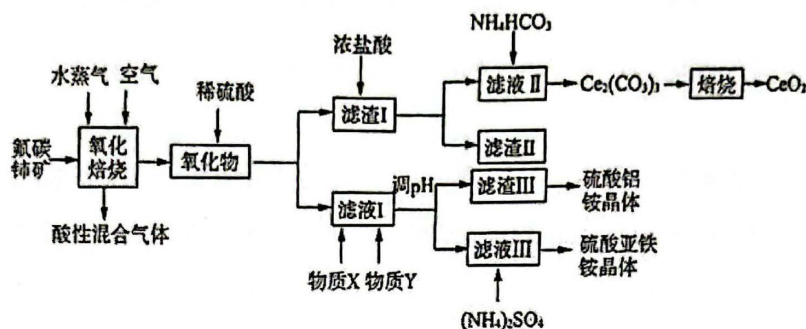 NH₄HCO₃
浓盐酸
水蒸气 空气
稀硫酸
滤液Ⅱ
Ce₂(CO₃)₃
焙烧
CeO₂
滤渣Ⅰ
氟碳铈矿
氧化焙烧
氧化物
滤渣Ⅱ
调pH
滤渣Ⅲ
硫酸铝铵晶体
酸性混合气体
滤液Ⅰ
滤液Ⅲ
硫酸亚铁铵晶体
物质X 物质Y
(NH₄)₂SO₄